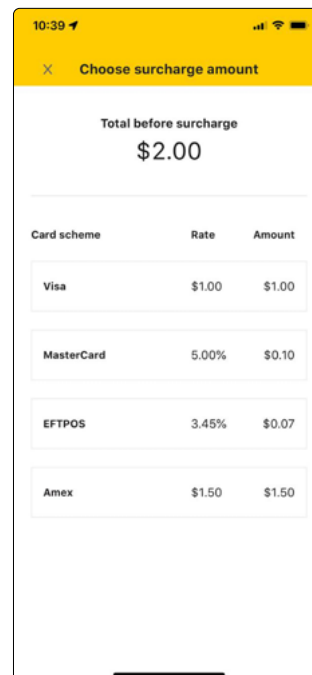 10:39
Choose surcharge amount
Total before surcharge
$2.00
Card scheme Rate Amount
Visa $1.00 $1.00
MasterCard 5.00% $0.10
EFTPOS 3.45% $0.07
Amex $1.50 $1.50